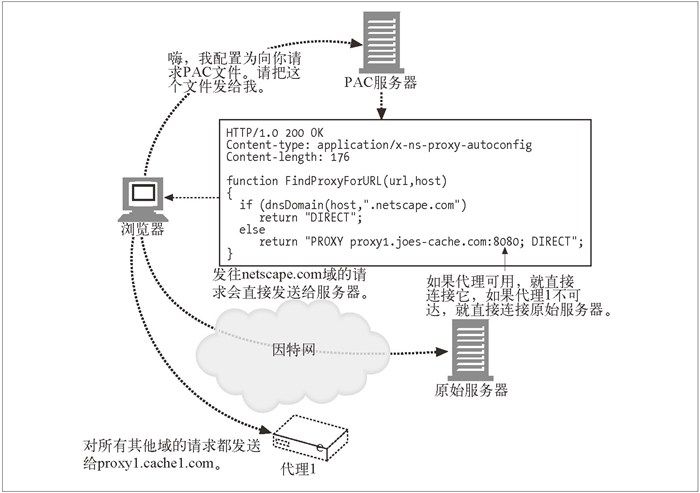 嗨，我配置为向你请
求PAC文件。请把这
个文件发给我。
PAC服务器
HTTP/1.0 200 OK
Content-type: application/x-ns-proxy-autoconfig
Content-length: 176
function FindProxyForURL(url,host)
{
if (dnsDomain(host,".netscape.com")
return "DIRECT";
else
return "PROXY proxy1.joes-cache.com:8080; DIRECT";
}
浏览器
发往netscape.com域的请
求会直接发送给服务器。
如果代理可用，就直接
连接它，如果代理1不可
达，就直接连接原始服务器。
因特网
原始服务器
对所有其他域的请求都发送
给proxy1.cache1.com。
代理1